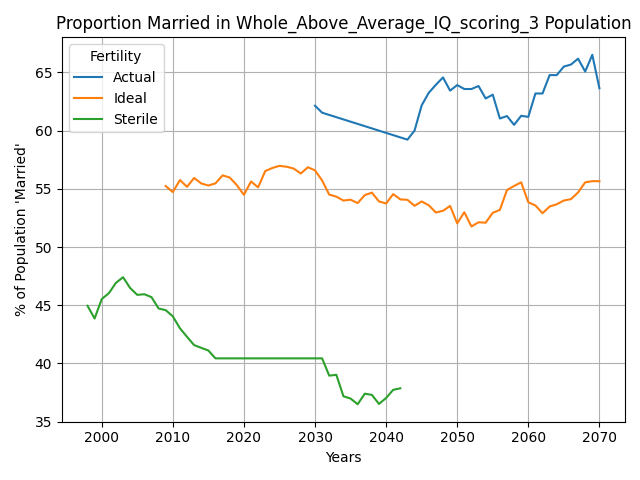 Proportion Married in Whole_Above_Average_IQ_scoring_3 Population
Fertility
Actual
Ideal
Sterile
% of Population 'Married'
65
60
55
50
45
40
35
2000 2010 2020 2030 2040 2050 2060 2070
Years